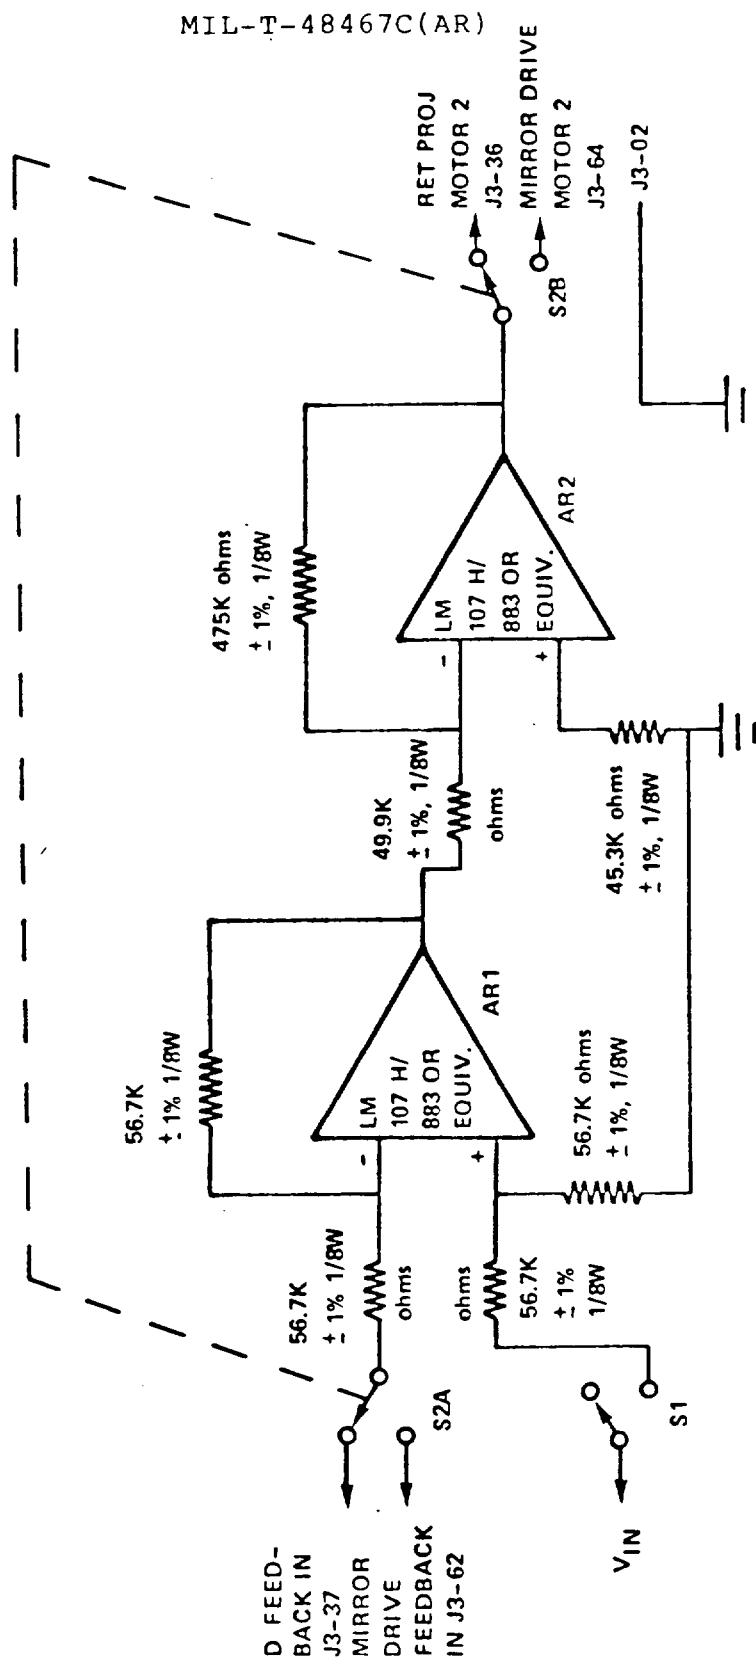 MIL-T-48467C(AR)
D FEED-
BACK IN
J3-37
MIRROR
DRIVE
FEEDBACK
IN J3-62
S2A
VIN
S1
56.7K
± 1% 1/8W
ohms
ohms
56.7K
± 1%
1/8W
56.7K
± 1% 1/8W
-
LM
107 H/
883 OR
EQUIV.
+
AR1
56.7K ohms
± 1%, 1/8W
49.9K
± 1%, 1/8W
ohms
45.3K ohms
± 1%, 1/8W
475K ohms
± 1%, 1/8W
-
LM
107 H/
883 OR
EQUIV.
+
AR2
S2B
RET PROJ
MOTOR 2
J3-36
MIRROR DRIVE
MOTOR 2
J3-64
J3-02